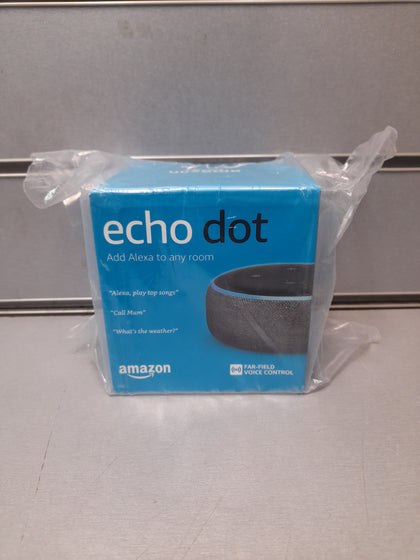 amazon
echo dot
Add Alexa to any room
"Alexa, play top songs"
"Call Mum"
"What's the weather?"
amazon
FAR-FIELD
VOICE CONTROL